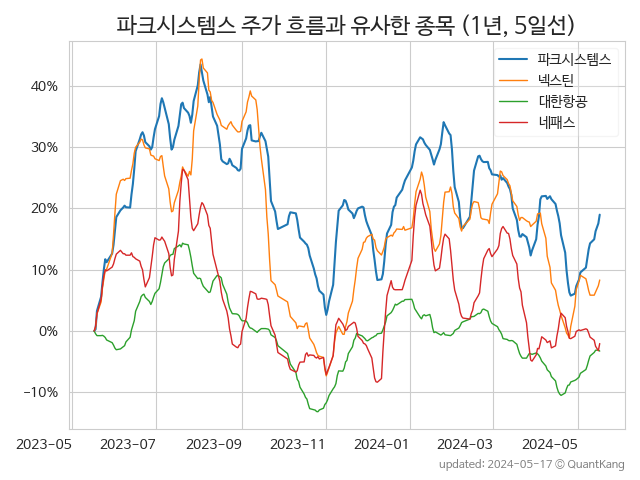 파크시스템스 주가 흐름과 유사한 종목 (1년, 5일선)
파크시스템스
넥스틴
대한항공
네패스
40%
30%
20%
10%
0%
−10%
2023-05 2023-07 2023-09 2023-11 2024-01 2024-03 2024-05
updated: 2024-05-17 © QuantKang